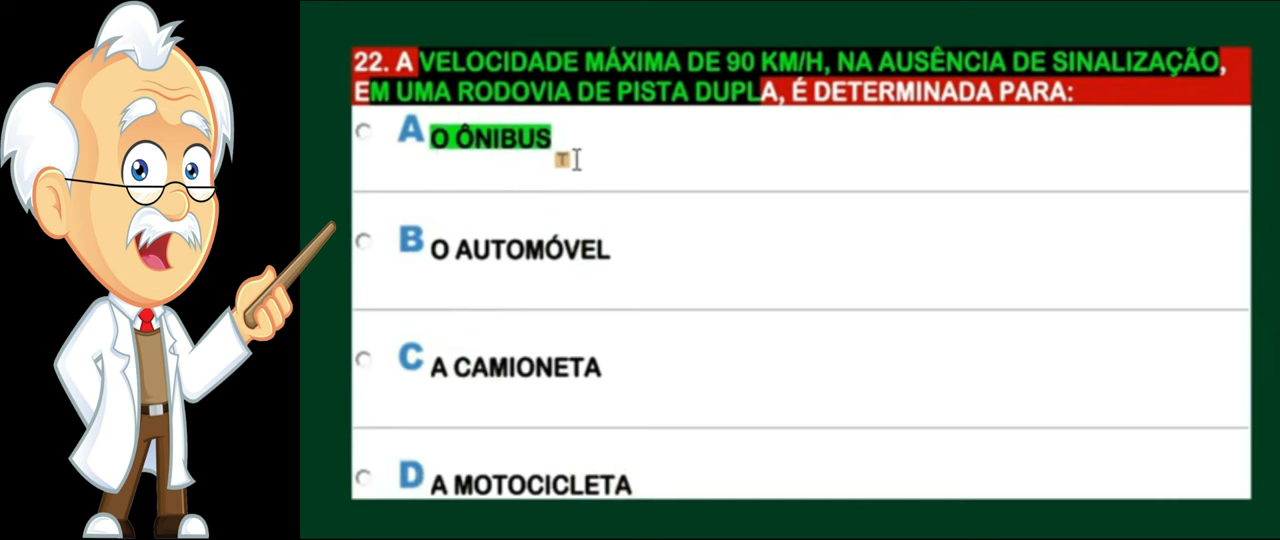 22. A VELOCIDADE MÁXIMA DE 90 KM/H, NA AUSÊNCIA DE SINALIZAÇÃO,
EM UMA RODOVIA DE PISTA DUPLA, É DETERMINADA PARA:
A O ÔNIBUS
T
B O AUTOMÓVEL
C A CAMIONETA
D A MOTOCICLETA